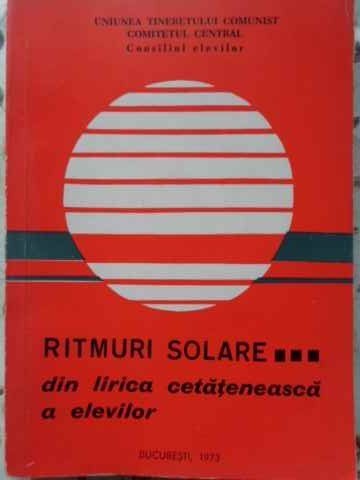 UNIUNEA TINERETULUI COMUNIST
COMITETUL CENTRAL
Consiliul elevilor
RITMURI SOLARE...
din lirica cetățenească
a elevilor
BUCUREȘTI, 1973